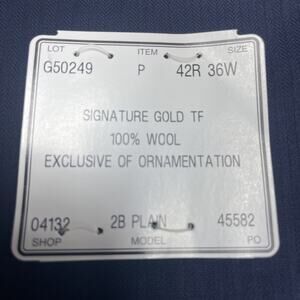 LOT ITEM SIZE
G50249 P 42R 36W
SIGNATURE GOLD TF
100% WOOL
EXCLUSIVE OF ORNAMENTATION
04132 2B PLAIN 45582
SHOP MODEL PO